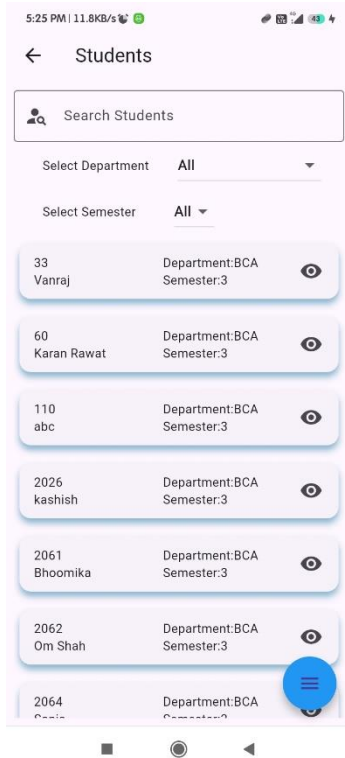 5:25 PM | 11.8KB/s
43
Students
Search Students
Select Department All
Select Semester All
33 Department:BCA
Vanraj Semester:3
60 Department:BCA
Karan Rawat Semester:3
110 Department:BCA
abc Semester:3
2026 Department:BCA
kashish Semester:3
2061 Department:BCA
Bhoomika Semester:3
2062 Department:BCA
Om Shah Semester:3
2064 Department:BCA